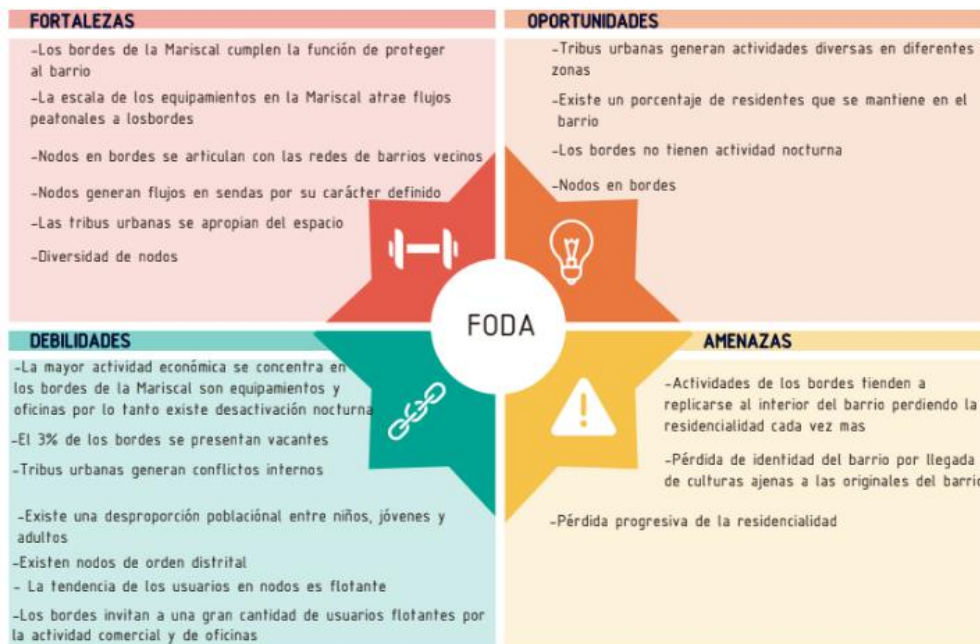 FORTALEZAS
-Los bordes de la Mariscal cumplen la función de proteger
al barrio
-La escala de los equipamientos en la Mariscal atrae flujos
peatonales a losbordes
-Nodos en bordes se articulan con las redes de barrios vecinos
-Nodos generan flujos en sendas por su carácter definido
-Las tribus urbanas se apropian del espacio
-Diversidad de nodos
OPORTUNIDADES
-Tribus urbanas generan actividades diversas en diferentes
zonas
-Existe un porcentaje de residentes que se mantiene en el
barrio
-Los bordes no tienen actividad nocturna
-Nodos en bordes
FODA
DEBILIDADES
-La mayor actividad económica se concentra en
los bordes de la Mariscal son equipamientos y
oficinas por lo tanto existe desactivación nocturna
-El 3% de los bordes se presentan vacantes
-Tribus urbanas generan conflictos internos
-Existe una desproporción poblaciónal entre niños, jóvenes y
adultos
-Existen nodos de orden distrital
- La tendencia de los usuarios en nodos es flotante
-Los bordes invitan a una gran cantidad de usuarios flotantes por
la actividad comercial y de oficinas
AMENAZAS
-Actividades de los bordes tienden a
replicarse al interior del barrio perdiendo la
residencialidad cada vez mas
-Pérdida de identidad del barrio por llegada
de culturas ajenas a las originales del barrio
-Pérdida progresiva de la residencialidad